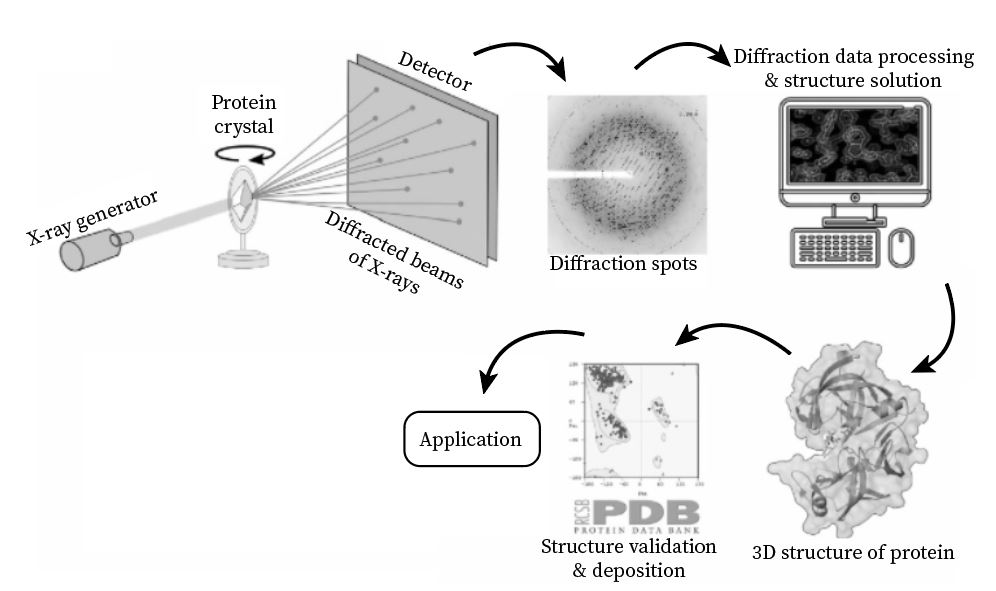 Detector
Protein
crystal
X-ray generator
Diffracted beams
of X-rays
Diffraction spots
Diffraction data processing
& structure solution
3D structure of protein
RCSB
PDB
PROTEIN DATA BANK
Structure validation
& deposition
Application